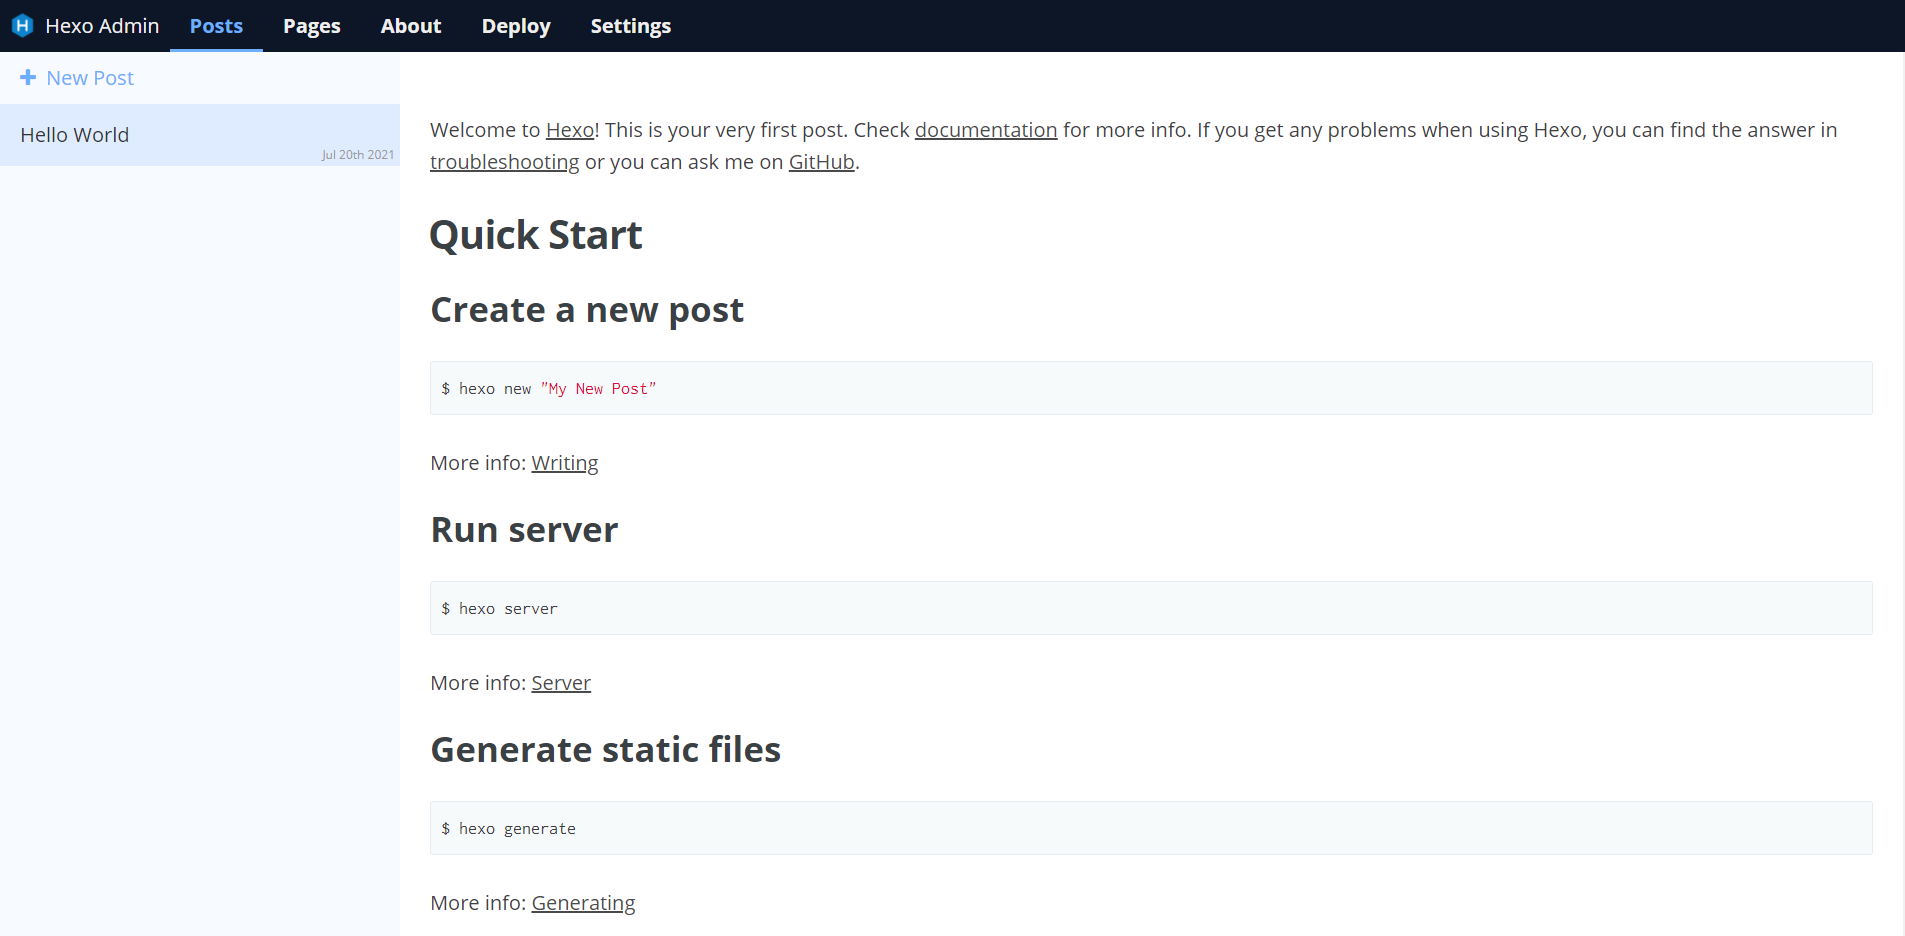 Hexo Admin Posts Pages About Deploy Settings
New Post
Hello World
Jul 20th 2021
Welcome to Hexo! This is your very first post. Check documentation for more info. If you get any problems when using Hexo, you can find the answer in
troubleshooting or you can ask me on GitHub.
Quick Start
Create a new post
$ hexo new "My New Post"
More info: Writing
Run server
$ hexo server
More info: Server
Generate static files
$ hexo generate
More info: Generating